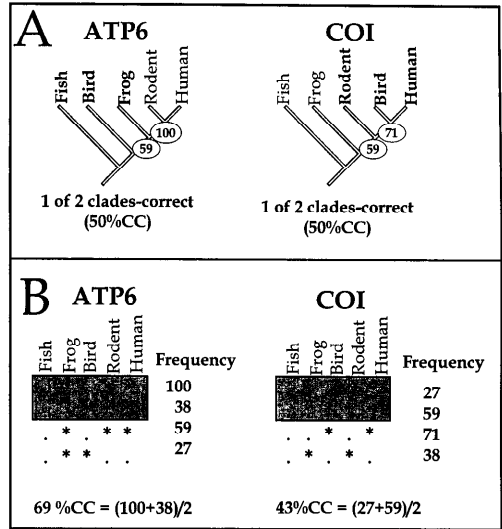 A
ATP6
COI
Fish
Bird
Frog
Rodent
Human
100
59
Fish
Frog
Rodent
Bird
Human
71
59
1 of 2 clades-correct
(50%CC)
1 of 2 clades-correct
(50%CC)
B
ATP6
COI
Fish
Frog
Bird
Rodent
Human
Frequency
100
38
. * . * * 59
. * * . . 27
Fish
Frog
Bird
Rodent
Human
Frequency
27
59
. . * . * 71
. * . * . 38
69 %CC = (100+38)/2
43%CC = (27+59)/2